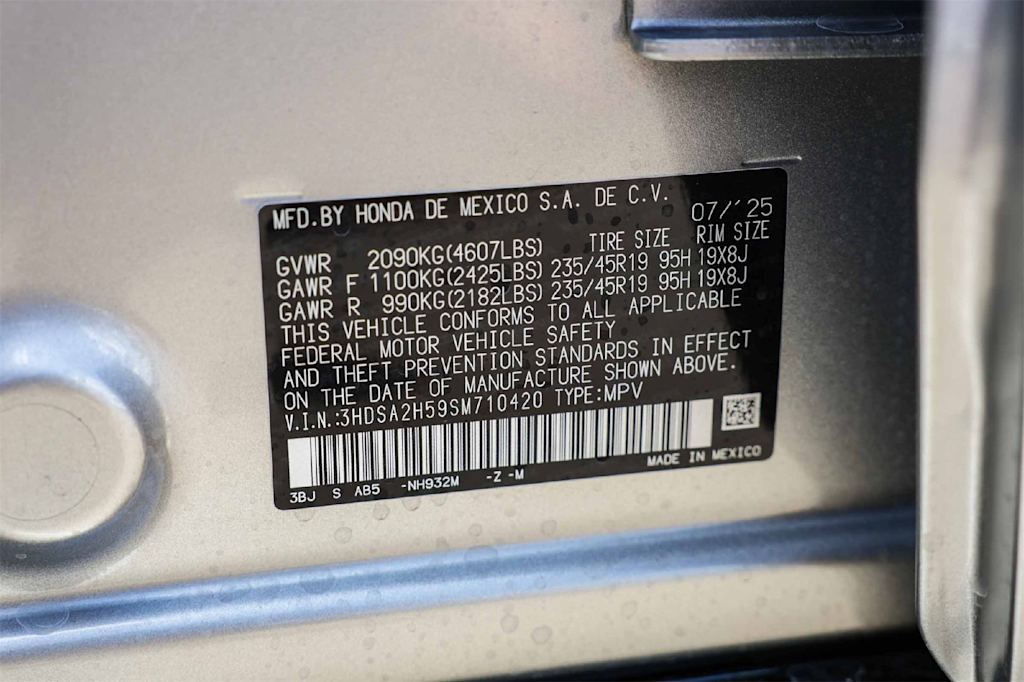 MFD.BY HONDA DE MEXICO S.A. DE C.V. 07/'25
TIRE SIZE RIM SIZE
GVWR 2090KG(4607LBS)
GAWR F 1100KG(2425LBS) 235/45R19 95H 19X8J
GAWR R 990KG(2182LBS) 235/45R19 95H 19X8J
THIS VEHICLE CONFORMS TO ALL APPLICABLE
FEDERAL MOTOR VEHICLE SAFETY
AND THEFT PREVENTION STANDARDS IN EFFECT
ON THE DATE OF MANUFACTURE SHOWN ABOVE.
V.I.N.:3HDSA2H59SM710420 TYPE:MPV
MADE IN MEXICO
3BJ S AB5 -NH932M -Z -M